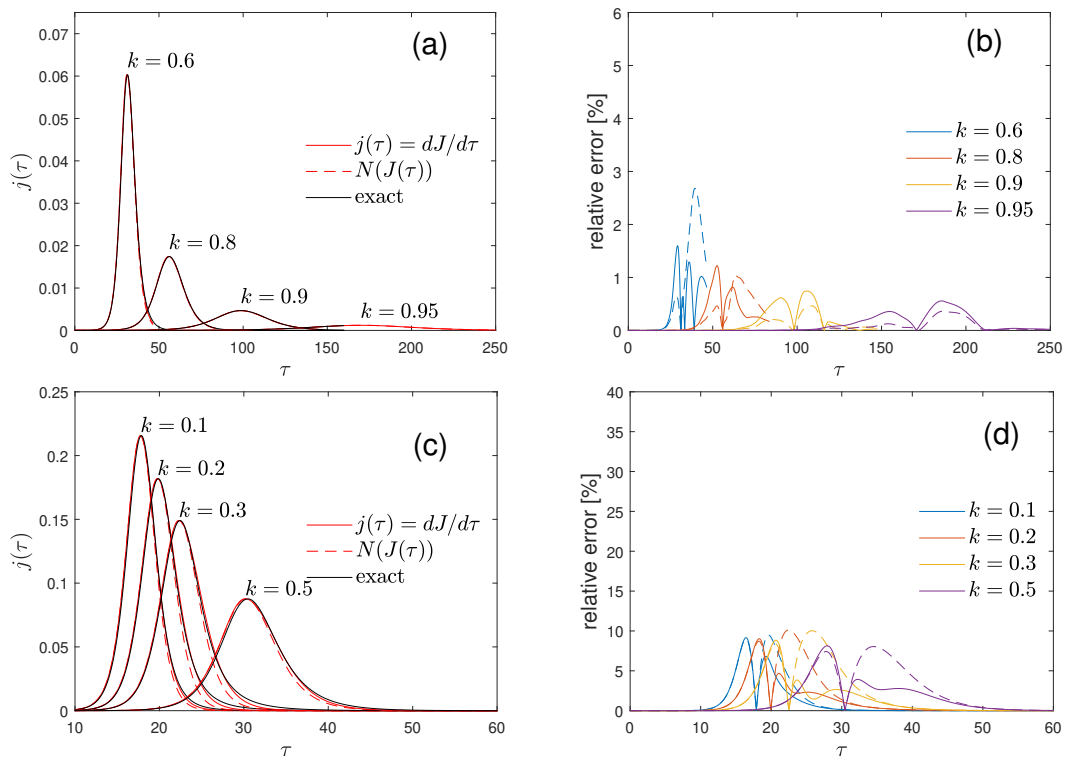 (a)
j(τ)
0.07
0.06
0.05
0.04
0.03
0.02
0.01
0
k = 0.6
k = 0.8
k = 0.9
k = 0.95
j(τ) = dJ/dτ
N(J(τ))
exact
0 50 100 150 200 250
τ
(b)
relative error [%]
6
5
4
3
2
1
0
k = 0.6
k = 0.8
k = 0.9
k = 0.95
0 50 100 150 200 250
τ
(c)
j(τ)
0.25
0.2
0.15
0.1
0.05
0
k = 0.1
k = 0.2
k = 0.3
k = 0.5
j(τ) = dJ/dτ
N(J(τ))
exact
10 20 30 40 50 60
τ
(d)
relative error [%]
40
35
30
25
20
15
10
5
0
k = 0.1
k = 0.2
k = 0.3
k = 0.5
0 10 20 30 40 50 60
τ